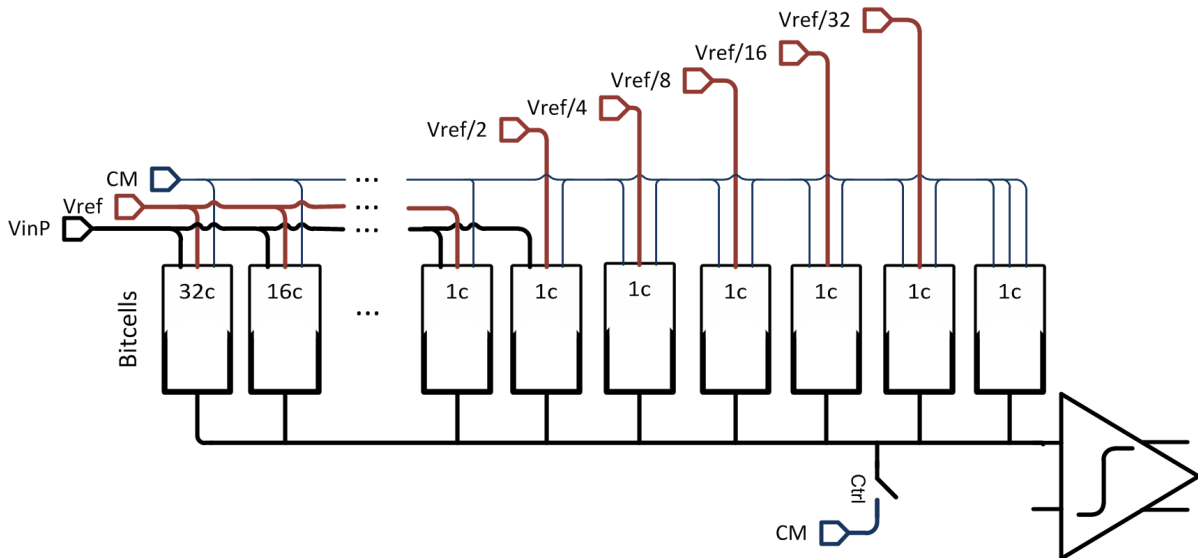 Vref/32
Vref/16
Vref/8
Vref/4
Vref/2
CM
...
Vref
...
VinP
...
Bitcells
32c
16c
...
1c
1c
1c
1c
1c
1c
1c
Ctrl
CM